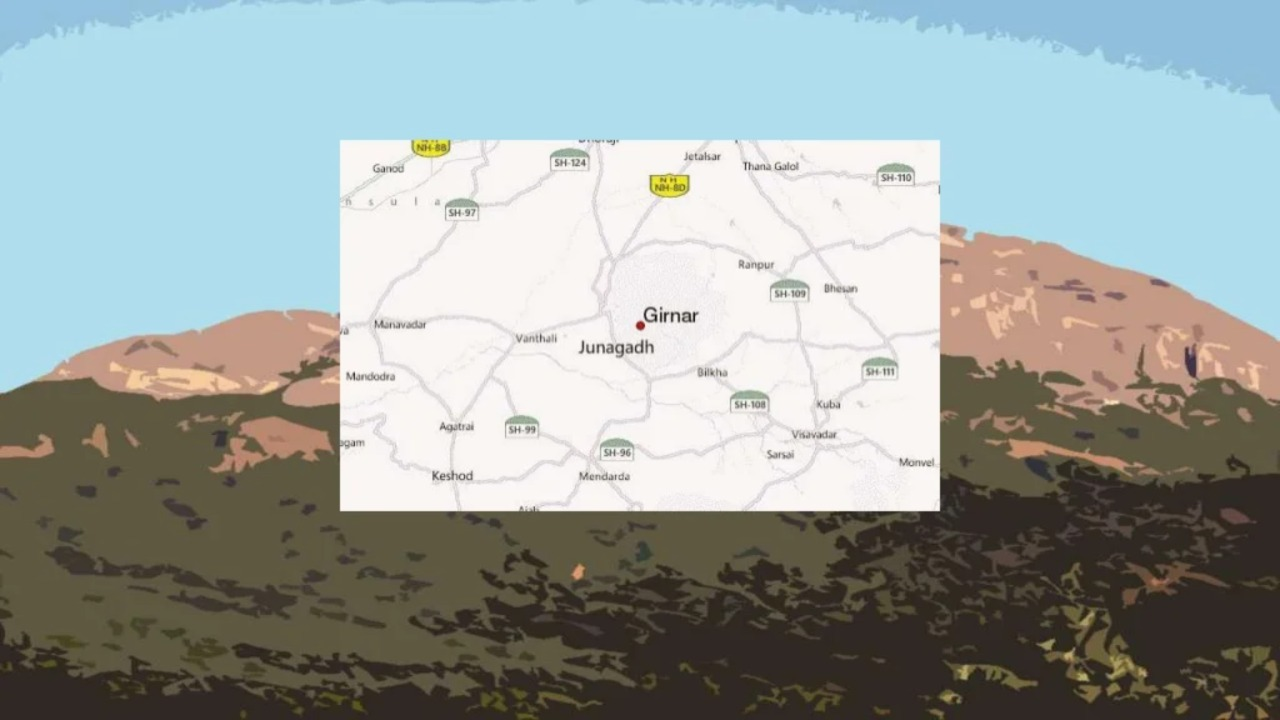 NH-8B
SH-124
Jetalsar
Ganod
Thana Galol
SH-110
NH
NH-8D
n s u l a
SH-97
Ranpur
SH-109
Bhesan
Girnar
Manavadar
Vanthali
Junagadh
Bilkha
SH-111
Mandodra
SH-108
Kuba
Agatrai
SH-99
Visavadar
SH-96
Sarsai
Monvel
Keshod
Mendarda